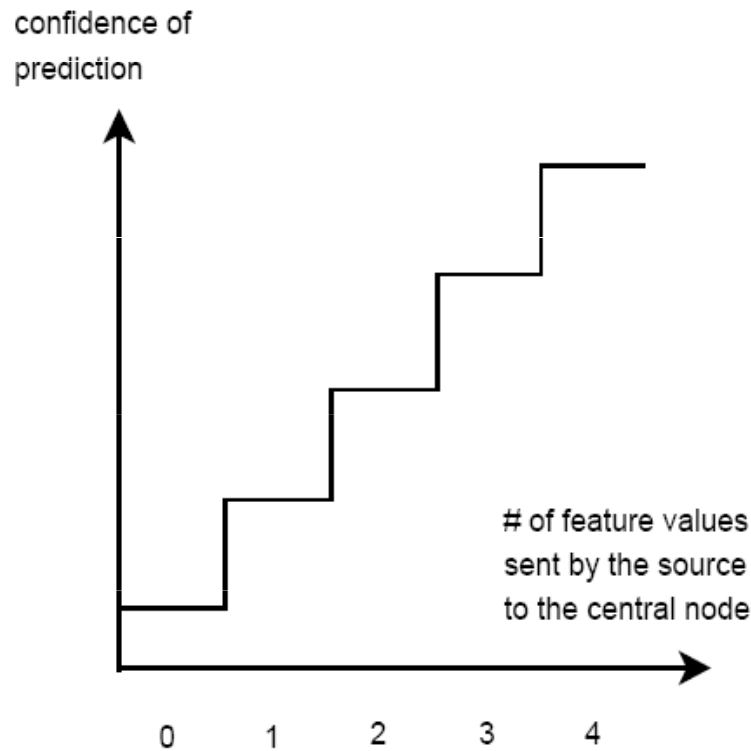 confidence of
prediction
# of feature values
sent by the source
to the central node
0 1 2 3 4